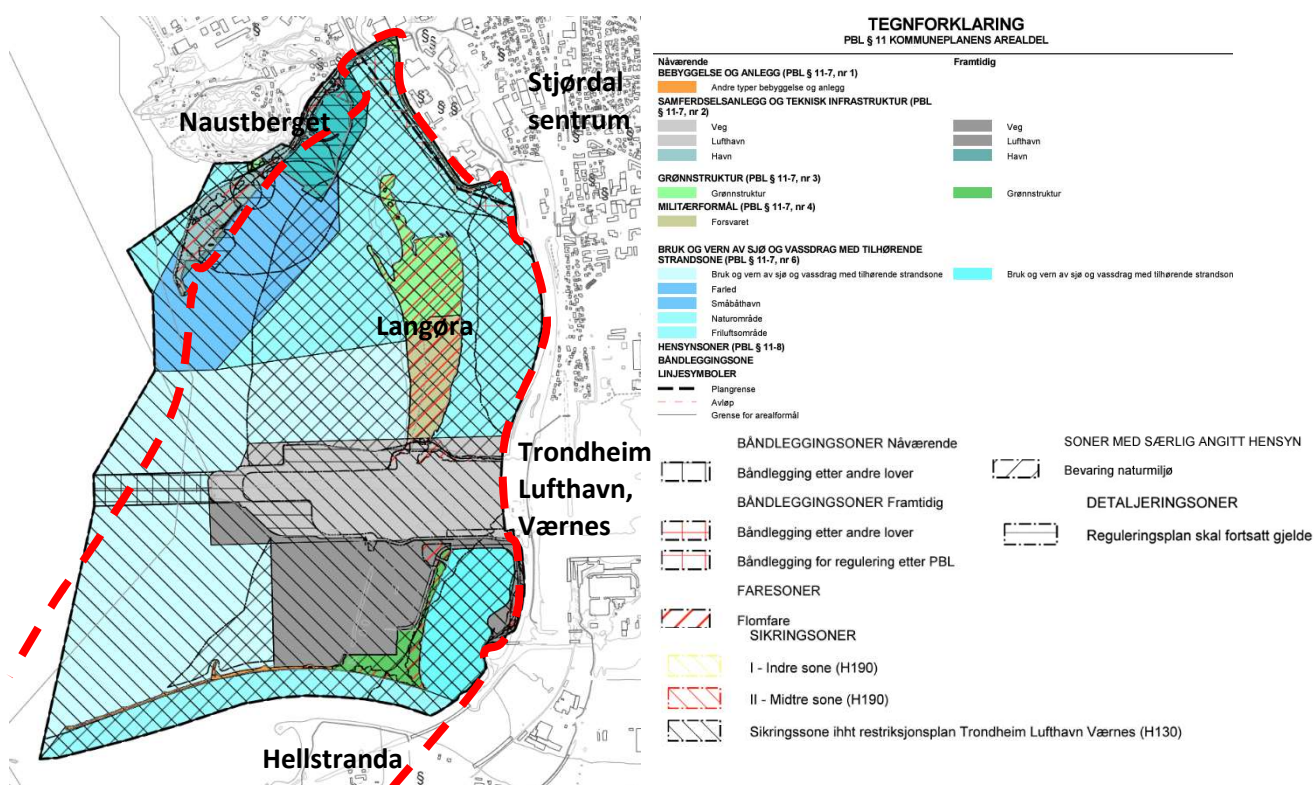 Naustberget
Stjørdal
sentrum
Langøra
Trondheim
Lufthavn,
Værnes
Hellstranda
§
§
§
§
§
§
§
§
§
TEGNFORKLARING
PBL § 11 KOMMUNEPLANENS AREALDEL
Nåværende Framtidig
BEBYGGELSE OG ANLEGG (PBL § 11-7, nr 1)
Andre typer bebyggelse og anlegg
SAMFERDSELSANLEGG OG TEKNISK INFRASTRUKTUR (PBL
§ 11-7, nr 2)
Veg Veg
Lufthavn Lufthavn
Havn Havn
GRØNNSTRUKTUR (PBL § 11-7, nr 3)
Grønnstruktur Grønnstruktur
MILITÆRFORMÅL (PBL § 11-7, nr 4)
Forsvaret
BRUK OG VERN AV SJØ OG VASSDRAG MED TILHØRENDE
STRANDSONE (PBL § 11-7, nr 6)
Bruk og vern av sjø og vassdrag med tilhørende strandsone Bruk og vern av sjø og vassdrag med tilhørende strandson
Farled
Småbåthavn
Naturområde
Friluftsområde
HENSYNSONER (PBL § 11-8)
BÅNDLEGGINGSONE
LINJESYMBOLER
Plangrense
Avløp
Grense for arealformål
BÅNDLEGGINGSONER Nåværende
Båndlegging etter andre lover
BÅNDLEGGINGSONER Framtidig
Båndlegging etter andre lover
Båndlegging for regulering etter PBL
FARESONER
Flomfare
SIKRINGSONER
I - Indre sone (H190)
II - Midtre sone (H190)
Sikringssone ihht restriksjonsplan Trondheim Lufthavn Værnes (H130)
SONER MED SÆRLIG ANGITT HENSYN
Bevaring naturmiljø
DETALJERINGSONER
Reguleringsplan skal fortsatt gjelde